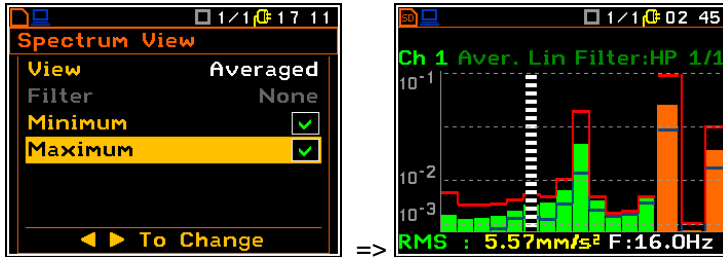 1/1 17 11
Spectrum View
View Averaged
Filter None
Minimum
Maximum
To Change
=>
SD 1/1 02 45
Ch 1 Aver. Lin Filter:HP 1/1
10-1
10-2
10-3
RMS : 5.57mm/s² F:16.0Hz